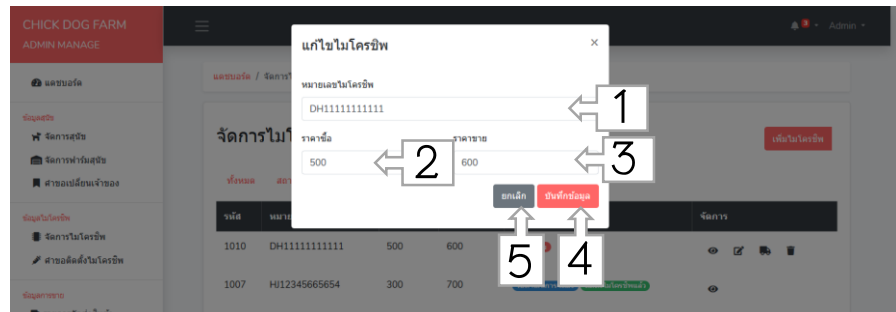 CHICK DOG FARM
ADMIN MANAGE
3 Admin
แก้ไขไมโครชิพ ×
แดชบอร์ด
แดชบอร์ด / จัดการ
หมายเลขไมโครชิพ
DH11111111111 1
ข้อมูลสุนัข
จัดการสุนัข
จัดการฟาร์มสุนัข
คำขอเปลี่ยนเจ้าของ
ราคาซื้อ ราคาขาย
เพิ่มไมโครชิพ
500 2 600 3
ทั้งหมด
ยกเลิก บันทึกข้อมูล
5 4
รหัส จัดการ
ข้อมูลไมโครชิพ
จัดการไมโครชิพ
คำขอติดตั้งไมโครชิพ
1010 DH11111111111 500 600
1007 HJ12345665654 300 700
ข้อมูลการขาย